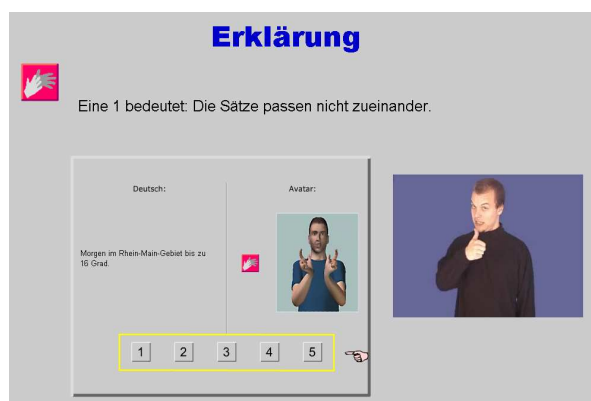 Erklärung
Eine 1 bedeutet: Die Sätze passen nicht zueinander.
Deutsch:
Avatar:
Morgen im Rhein-Main-Gebiet bis zu
16 Grad.
1 2 3 4 5